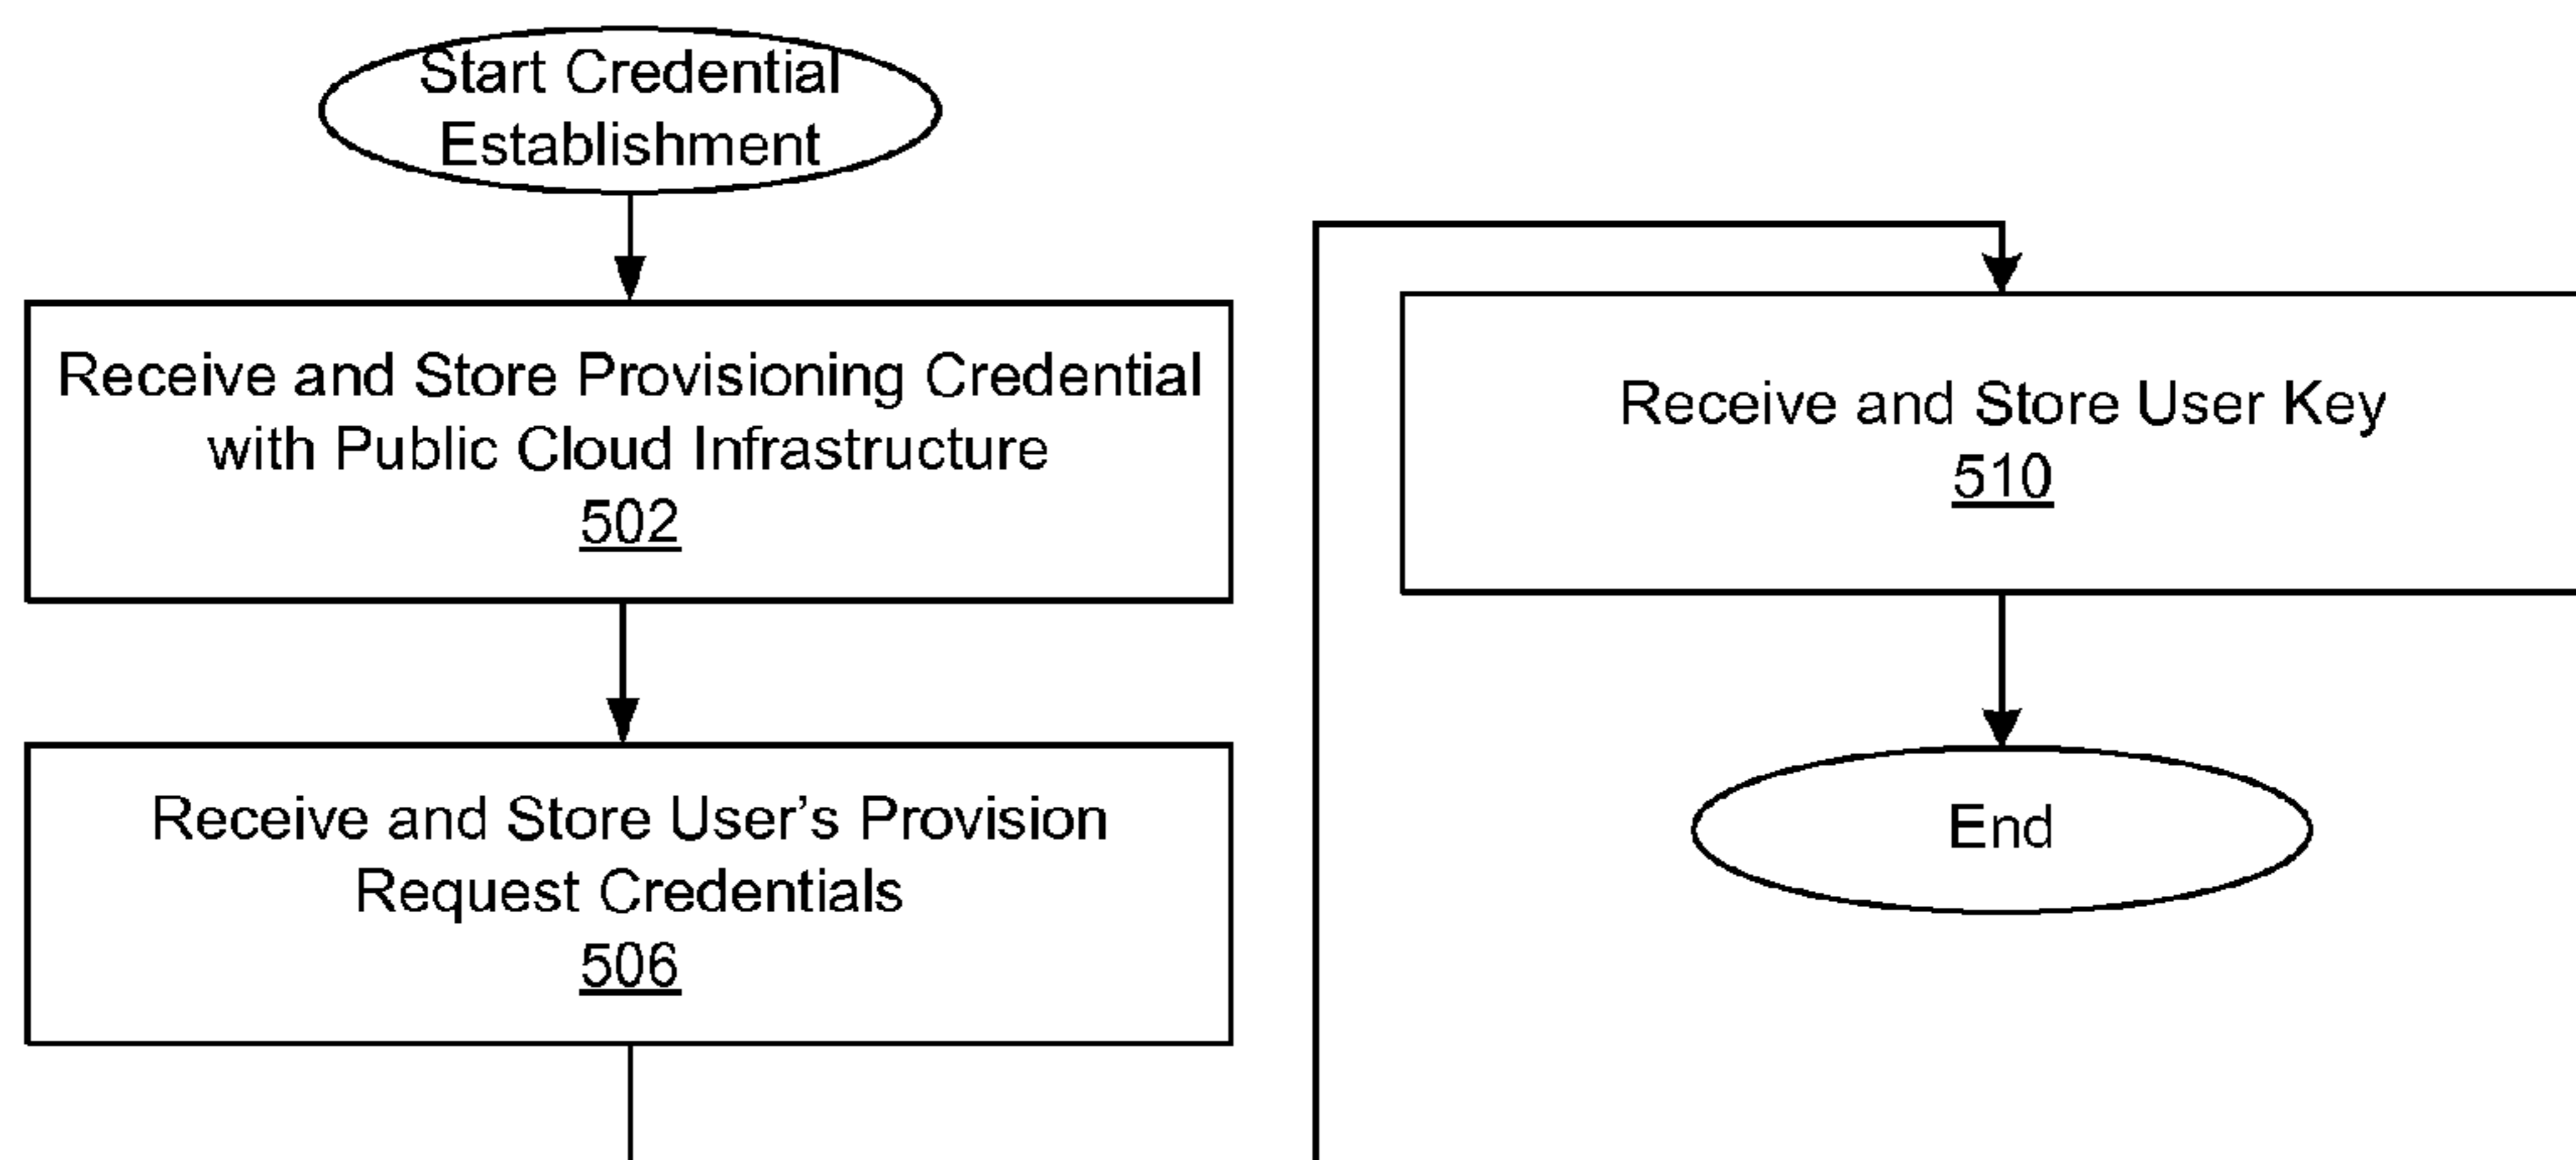 Start Credential
Establishment
Receive and Store Provisioning Credential
with Public Cloud Infrastructure
502
Receive and Store User’s Provision
Request Credentials
506
Receive and Store User Key
510
End